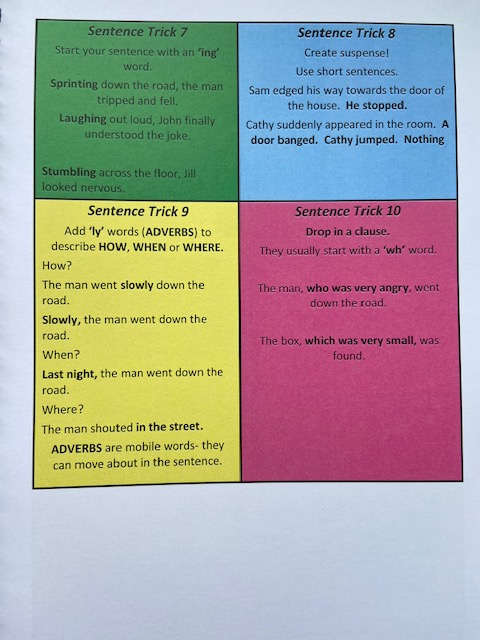 Sentence Trick 7
Start your sentence with an ‘ing’
word.
Sprinting down the road, the man
tripped and fell.
Laughing out loud, John finally
understood the joke.
Stumbling across the floor, Jill
looked nervous.
Sentence Trick 8
Create suspense!
Use short sentences.
Sam edged his way towards the door of
the house. He stopped.
Cathy suddenly appeared in the room. A
door banged. Cathy jumped. Nothing
Sentence Trick 9
Add ‘ly’ words (ADVERBS) to
describe HOW, WHEN or WHERE.
How?
The man went slowly down the
road.
Slowly, the man went down the
road.
When?
Last night, the man went down the
road.
Where?
The man shouted in the street.
ADVERBS are mobile words- they
can move about in the sentence.
Sentence Trick 10
Drop in a clause.
They usually start with a ‘wh’ word.
The man, who was very angry, went
down the road.
The box, which was very small, was
found.